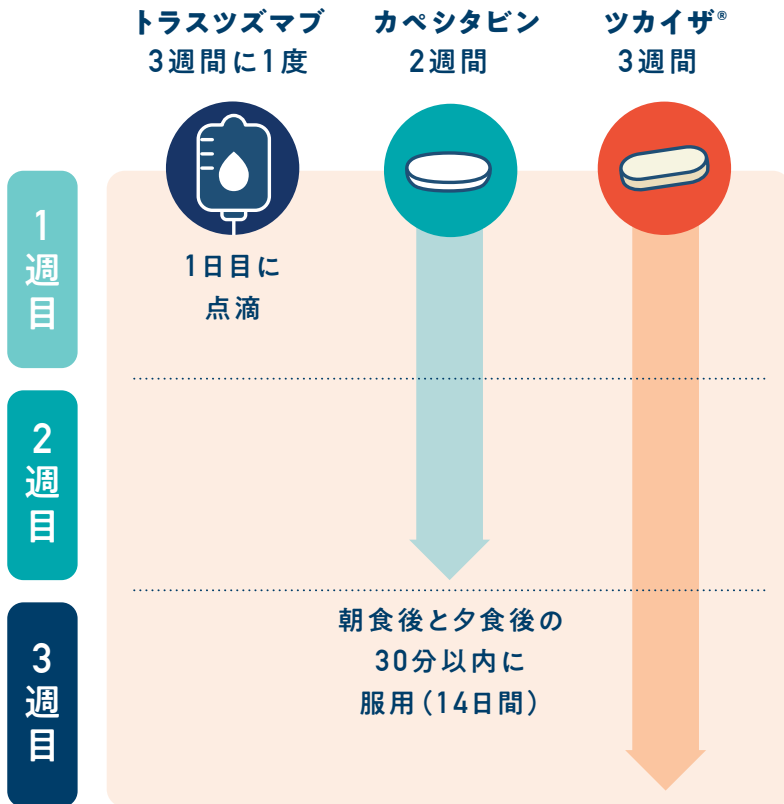 トラスツズマブ
3週間に1度
カペシタビン
2週間
ツカイザ®
3週間
1週目
1日目に
点滴
2週目
3週目
朝食後と夕食後の
30分以内に
服用（14日間）